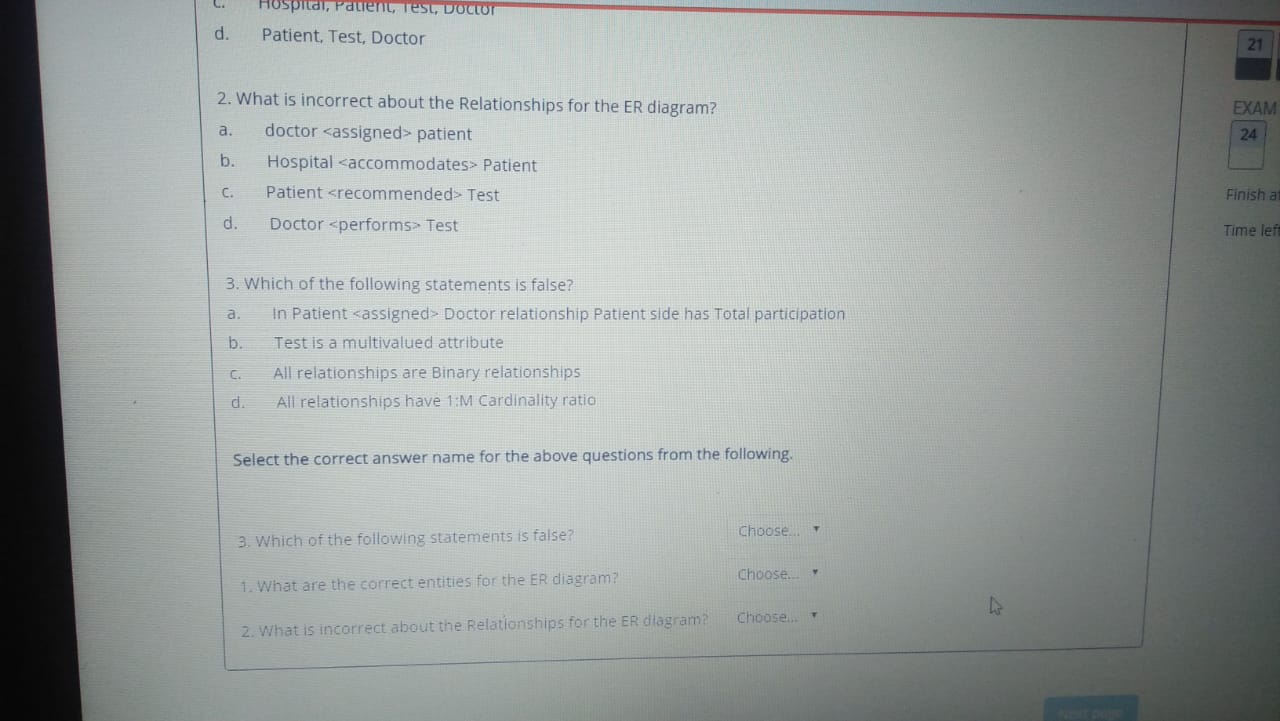 c. Hospital, Patient, Test, Doctor
d. Patient, Test, Doctor
2. What is incorrect about the Relationships for the ER diagram?
a. doctor <assigned> patient
b. Hospital <accommodates> Patient
c. Patient <recommended> Test
d. Doctor <performs> Test
3. Which of the following statements is false?
a. In Patient <assigned> Doctor relationship Patient side has Total participation
b. Test is a multivalued attribute
c. All relationships are Binary relationships
d. All relationships have 1:M Cardinality ratio
Select the correct answer name for the above questions from the following.
3. Which of the following statements is false? Choose...
1. What are the correct entities for the ER diagram? Choose...
2. What is incorrect about the Relationships for the ER diagram? Choose...
21
EXAM
24
Finish
Time